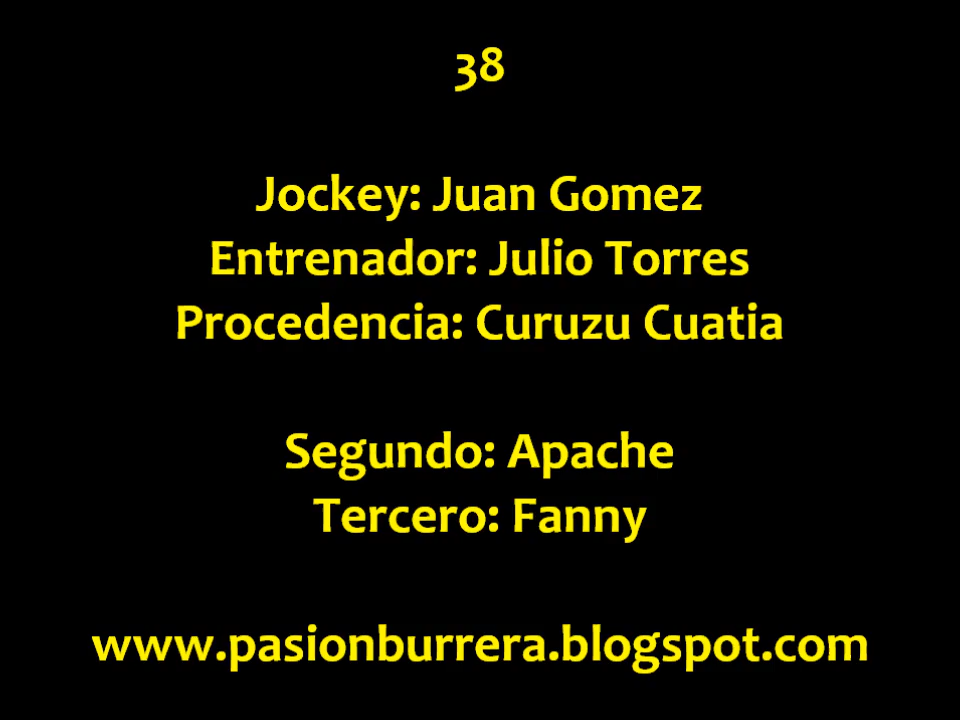 38
Jockey: Juan Gomez
Entrenador: Julio Torres
Procedencia: Curuzu Cuatia
Segundo: Apache
Tercero: Fanny
www.pasionburrera.blogspot.com